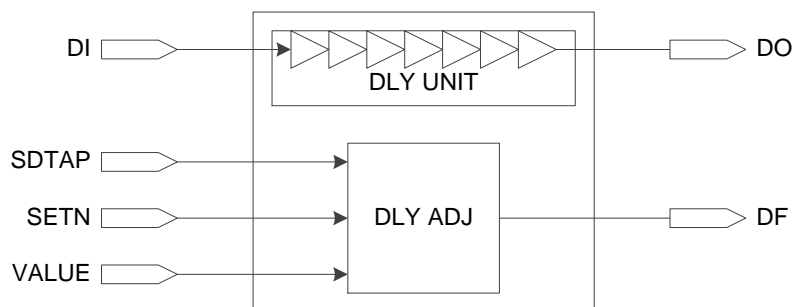 DI
DO
DLY UNIT
SDTAP
SETN
DLY ADJ
DF
VALUE